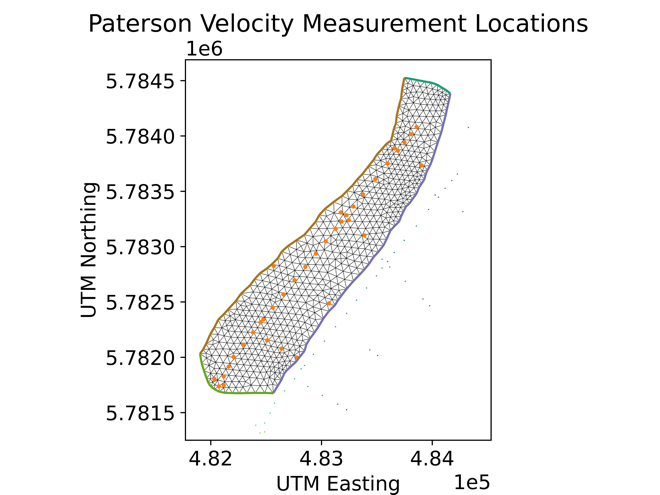 Paterson Velocity Measurement Locations
1e6
5.7845
5.7840
5.7835
5.7830
5.7825
5.7820
5.7815
UTM Northing
4.82
4.83
4.84
UTM Easting
1e5